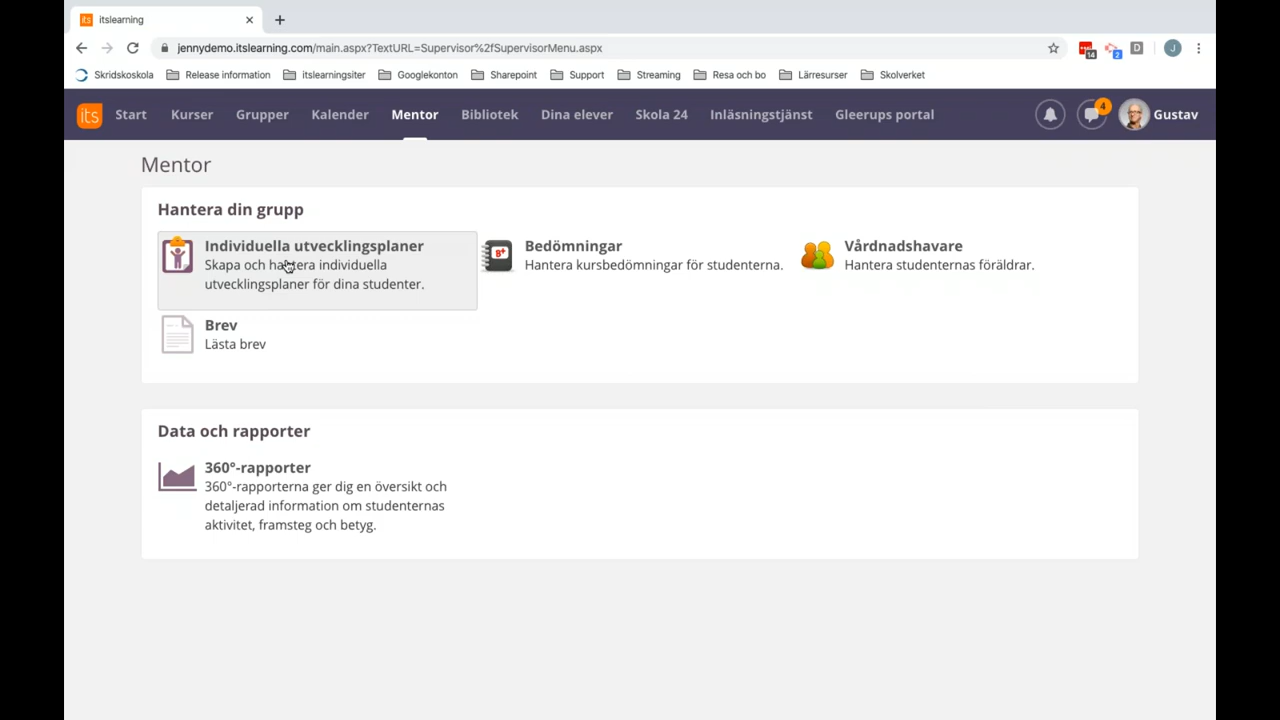 its itslearning
jennydemo.itslearning.com/main.aspx?TextURL=Supervisor%2fSupervisorMenu.aspx
14
2
D
J
Skridskoskola Release information itslearningsiter Googlekonton Sharepoint Support Streaming Resa och bo Lärresurser Skolverket
its Start Kurser Grupper Kalender Mentor Bibliotek Dina elever Skola 24 Inläsningstjänst Gleerups portal 4 Gustav
Mentor
Hantera din grupp
Individuella utvecklingsplaner
Skapa och hantera individuella
utvecklingsplaner för dina studenter.
B+
Bedömningar
Hantera kursbedömningar för studenterna.
Vårdnadshavare
Hantera studenternas föräldrar.
Brev
Lästa brev
Data och rapporter
360°-rapporter
360°-rapporterna ger dig en översikt och
detaljerad information om studenternas
aktivitet, framsteg och betyg.